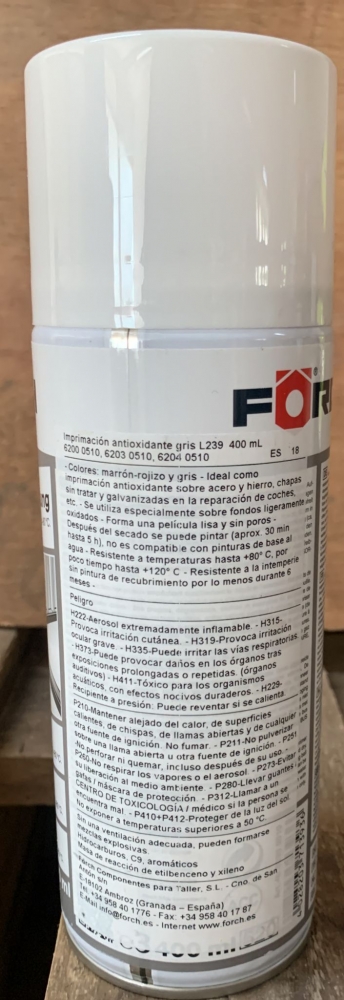 FÖR
Imprimación antioxidante gris L239 400 mL
6200 0510, 6203 0510, 6204 0510 ES 18
- Colores: marrón-rojizo y gris - Ideal como
imprimación antioxidante sobre acero y hierro, chapas
sin tratar y galvanizadas en la reparación de coches,
etc. - Se utiliza especialmente sobre fondos ligeramente
oxidados - Forma una película lisa y sin poros -
Después del secado se puede pintar (aprox. 30 min
hasta 5 h), no es compatible con pinturas de base al
agua - Resistente a temperaturas hasta +80° C, por
poco tiempo hasta +120° C - Resistente a la intemperie
sin pintura de recubrimiento por lo menos durante 6
meses -
Peligro
H222-Aerosol extremadamente inflamable. - H315-
Provoca irritación cutánea. - H319-Provoca irritación
ocular grave. - H335-Puede irritar las vías respiratorias.
- H373-Puede provocar daños en los órganos tras
exposiciones prolongadas o repetidas. (órganos
auditivos) - H411-Tóxico para los organismos
acuáticos, con efectos nocivos duraderos. - H229-
Recipiente a presión: Puede reventar si se calienta.
P210-Mantener alejado del calor, de superficies
calientes, de chispas, de llamas abiertas y de cualquier
otra fuente de ignición. No fumar. - P211-No pulverizar
sobre una llama abierta u otra fuente de ignición. - P251
-No perforar ni quemar, incluso después de su uso. -
P260-No respirar los vapores o el aerosol. - P273-Evitar
su liberación al medio ambiente. - P280-Llevar guantes
gafas / máscara de protección. - P312-Llamar a un
CENTRO DE TOXICOLOGÍA / médico si la persona se
encuentra mal. - P410+P412-Proteger de la luz del sol.
No exponer a temperaturas superiores a 50 °C.
Sin una ventilación adecuada, pueden formarse
mezclas explosivas.
Hidrocarburos, C9, aromáticos
Masa de reacción de etilbenceno y xileno
Förch Componentes para Taller, S.L. - Cno. de San
Antón s/n
E-18102 Ambroz (Granada – España)
Tel. +34 958 40 1776 - Fax: +34 958 40 17 87
E-Mail info@forch.es - Internet www.forch.es
400 ml